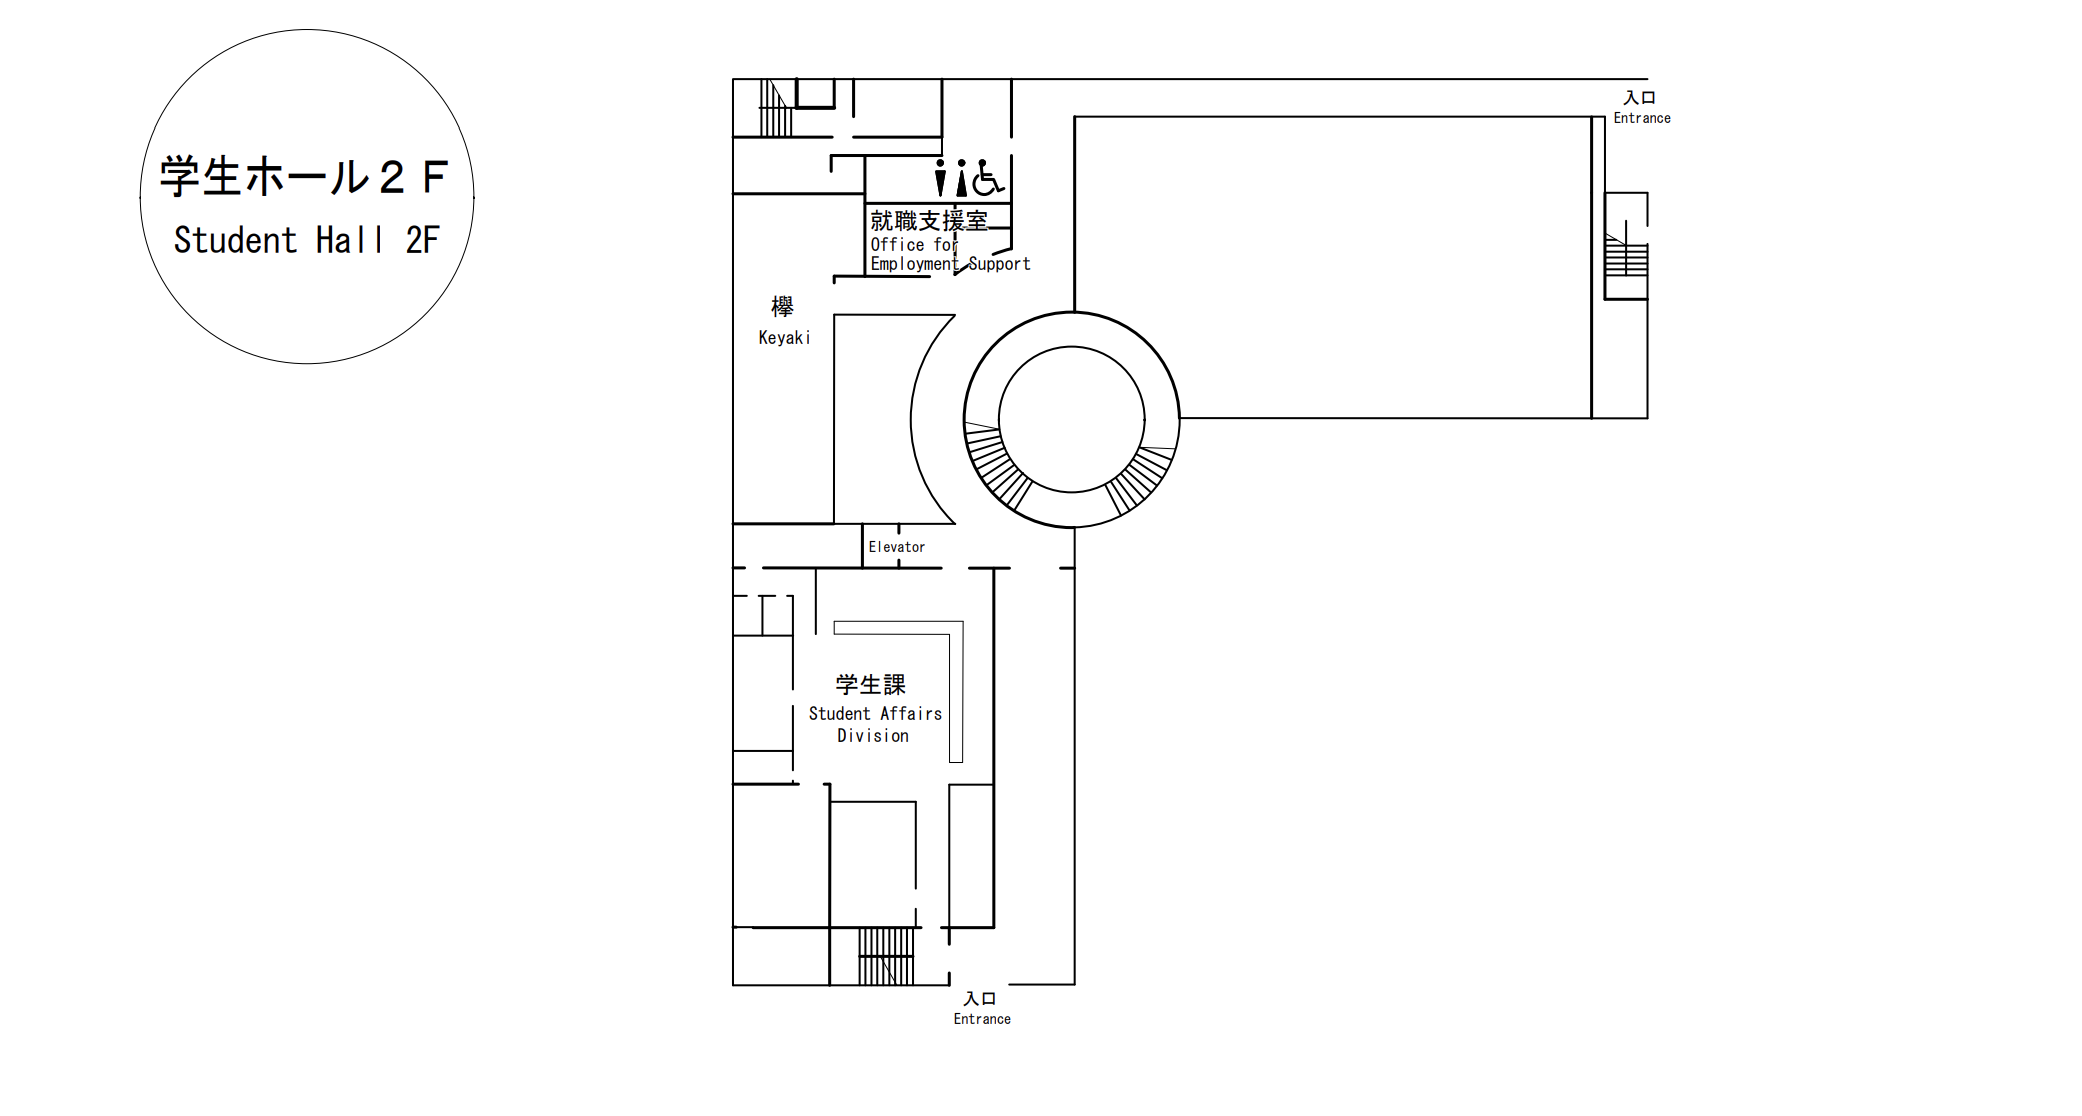 学生ホール２Ｆ
Student Hall 2F
入口
Entrance
就職支援室
Office for
Employment Support
欅
Keyaki
Elevator
学生課
Student Affairs
Division
入口
Entrance